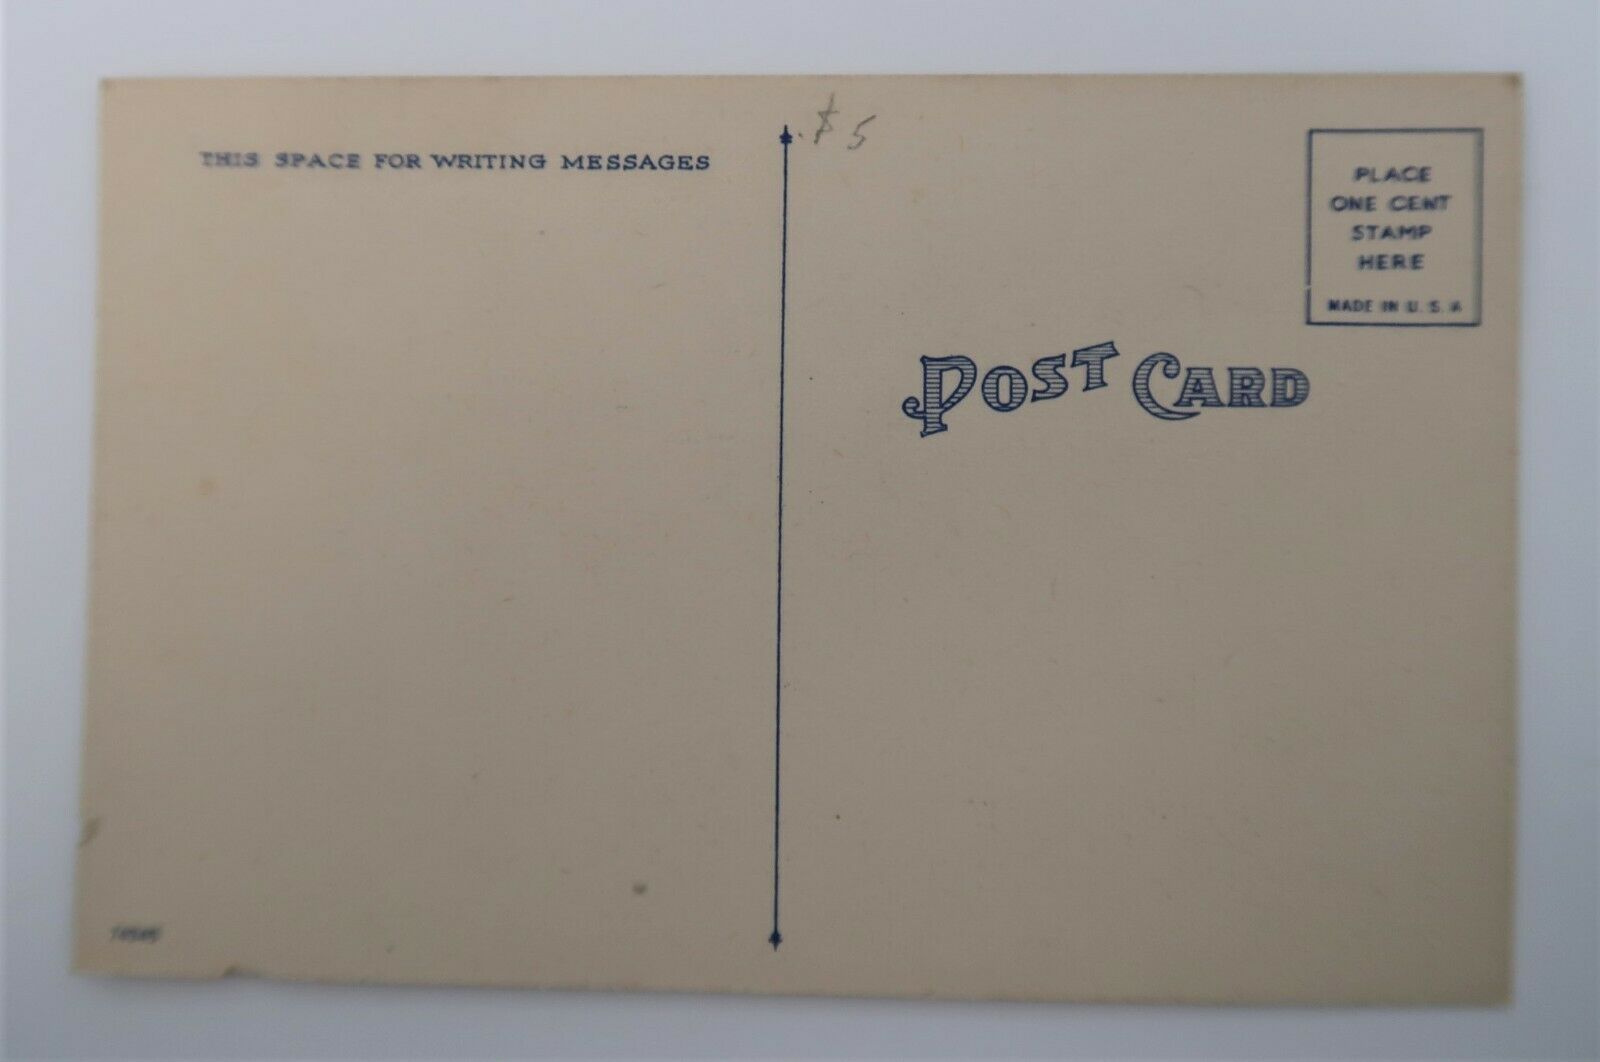 $5
THIS SPACE FOR WRITING MESSAGES
PLACE
ONE CENT
STAMP
HERE
MADE IN U. S. A
POST CARD